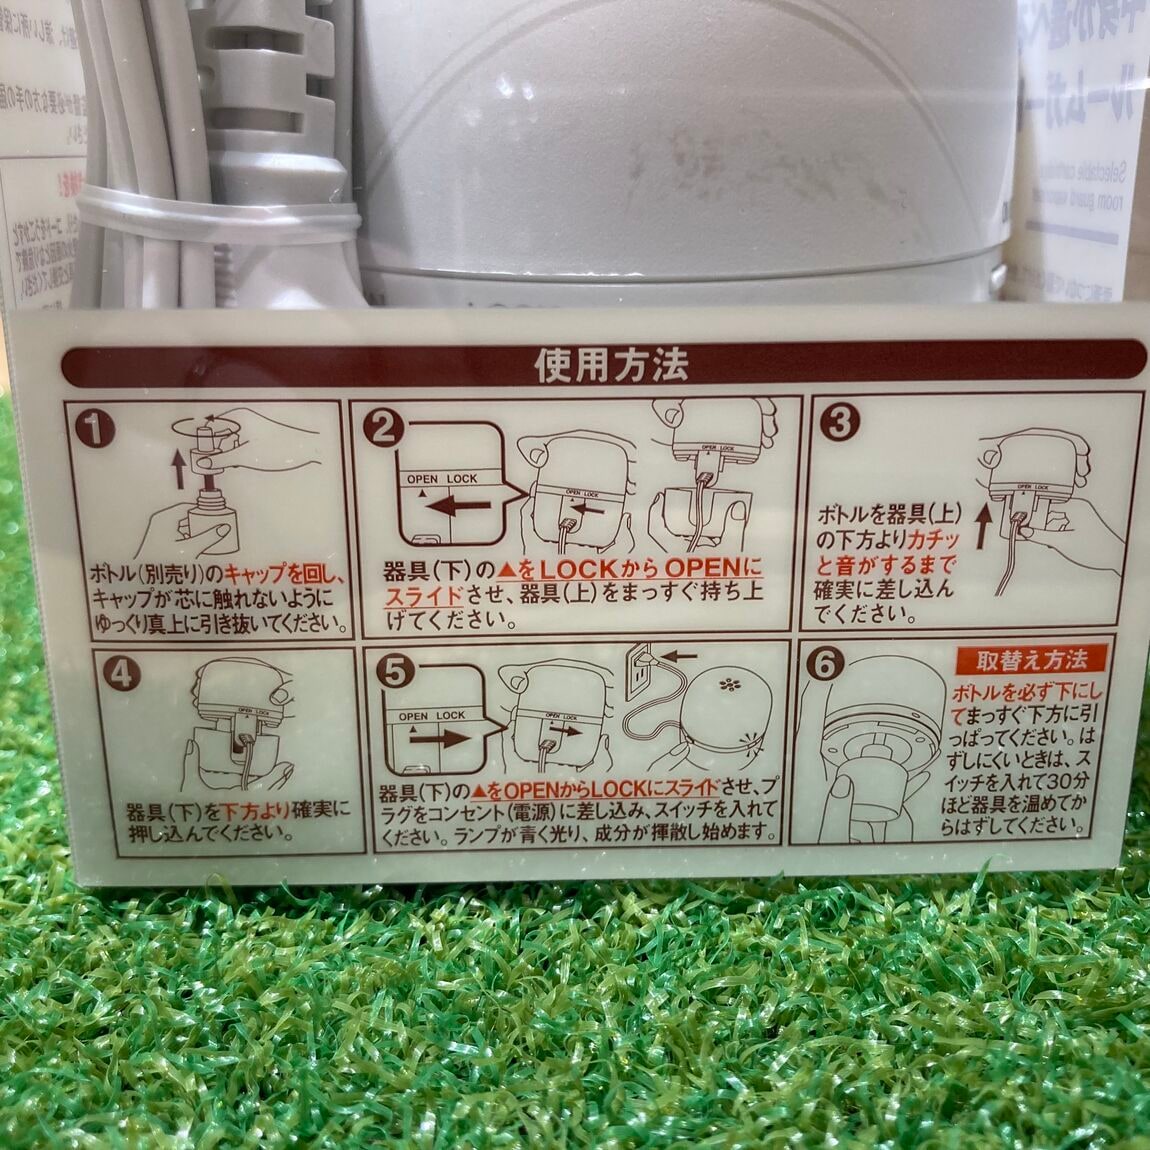 Selectable cartridge
room guard vaporizer
使用方法
1
ボトル(別売り)のキャップを回し、
キャップが芯に触れないように
ゆっくり真上に引き抜いてください。
2
OPEN LOCK
OPEN LOCK
OPEN LOCK
器具(下)の▲をLOCKからOPENに
スライドさせ、器具(上)をまっすぐ持ち上
げてください。
3
OPEN LOCK
ボトルを器具(上)
の下方よりカチッ
と音がするまで
確実に差し込ん
でください。
4
OPEN LOCK
器具(下)を下方より確実に
押し込んでください。
5
OPEN LOCK
OPEN LOCK
器具(下)の▲をOPENからLOCKにスライドさせ、プ
ラグをコンセント(電源)に差し込み、スイッチを入れて
ください。ランプが青く光り、成分が揮散し始めます。
6
取替え方法
ボトルを必ず下にし
てまっすぐ下方に引
っぱってください。は
ずしにくいときは、ス
イッチを入れて30分
ほど器具を温めてか
らはずしてください。